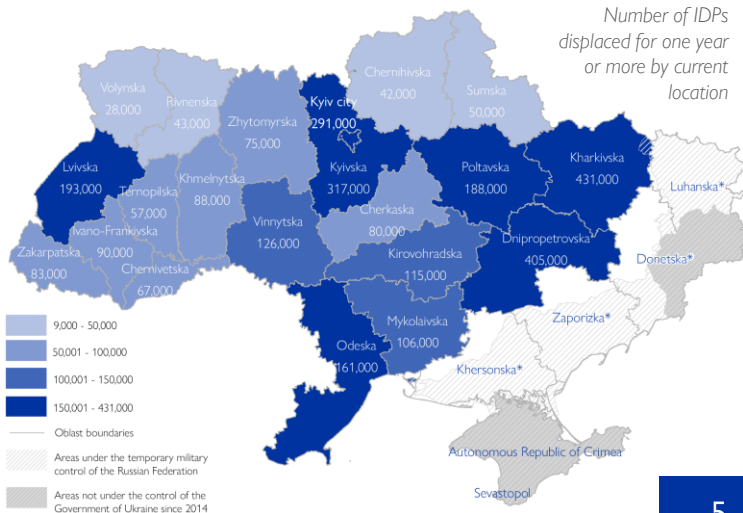 Number of IDPs
displaced for one year
or more by current
location
Volynska
28,000
Rivnenska
43,000
Zhytomyrska
75,000
Kyiv city
291,000
Chernihivska
42,000
Sumska
50,000
Lvivska
193,000
Ternopilska
57,000
Khmelnytska
88,000
Kyivska
317,000
Poltavska
188,000
Kharkivska
431,000
Luhanska*
Ivano-Frankivska
90,000
Vinnytska
126,000
Cherkaska
80,000
Zakarpatska
83,000
Chernivetska
67,000
Kirovohradska
115,000
Dnipropetrovska
405,000
Donetska*
Odeska
161,000
Mykolaivska
106,000
Zaporizka*
Khersonska*
Autonomous Republic of Crimea
Sevastopol
9,000 - 50,000
50,001 - 100,000
100,001 - 150,000
150,001 - 431,000
Oblast boundaries
Areas under the temporary military
control of the Russian Federation
Areas not under the control of the
Government of Ukraine since 2014
5